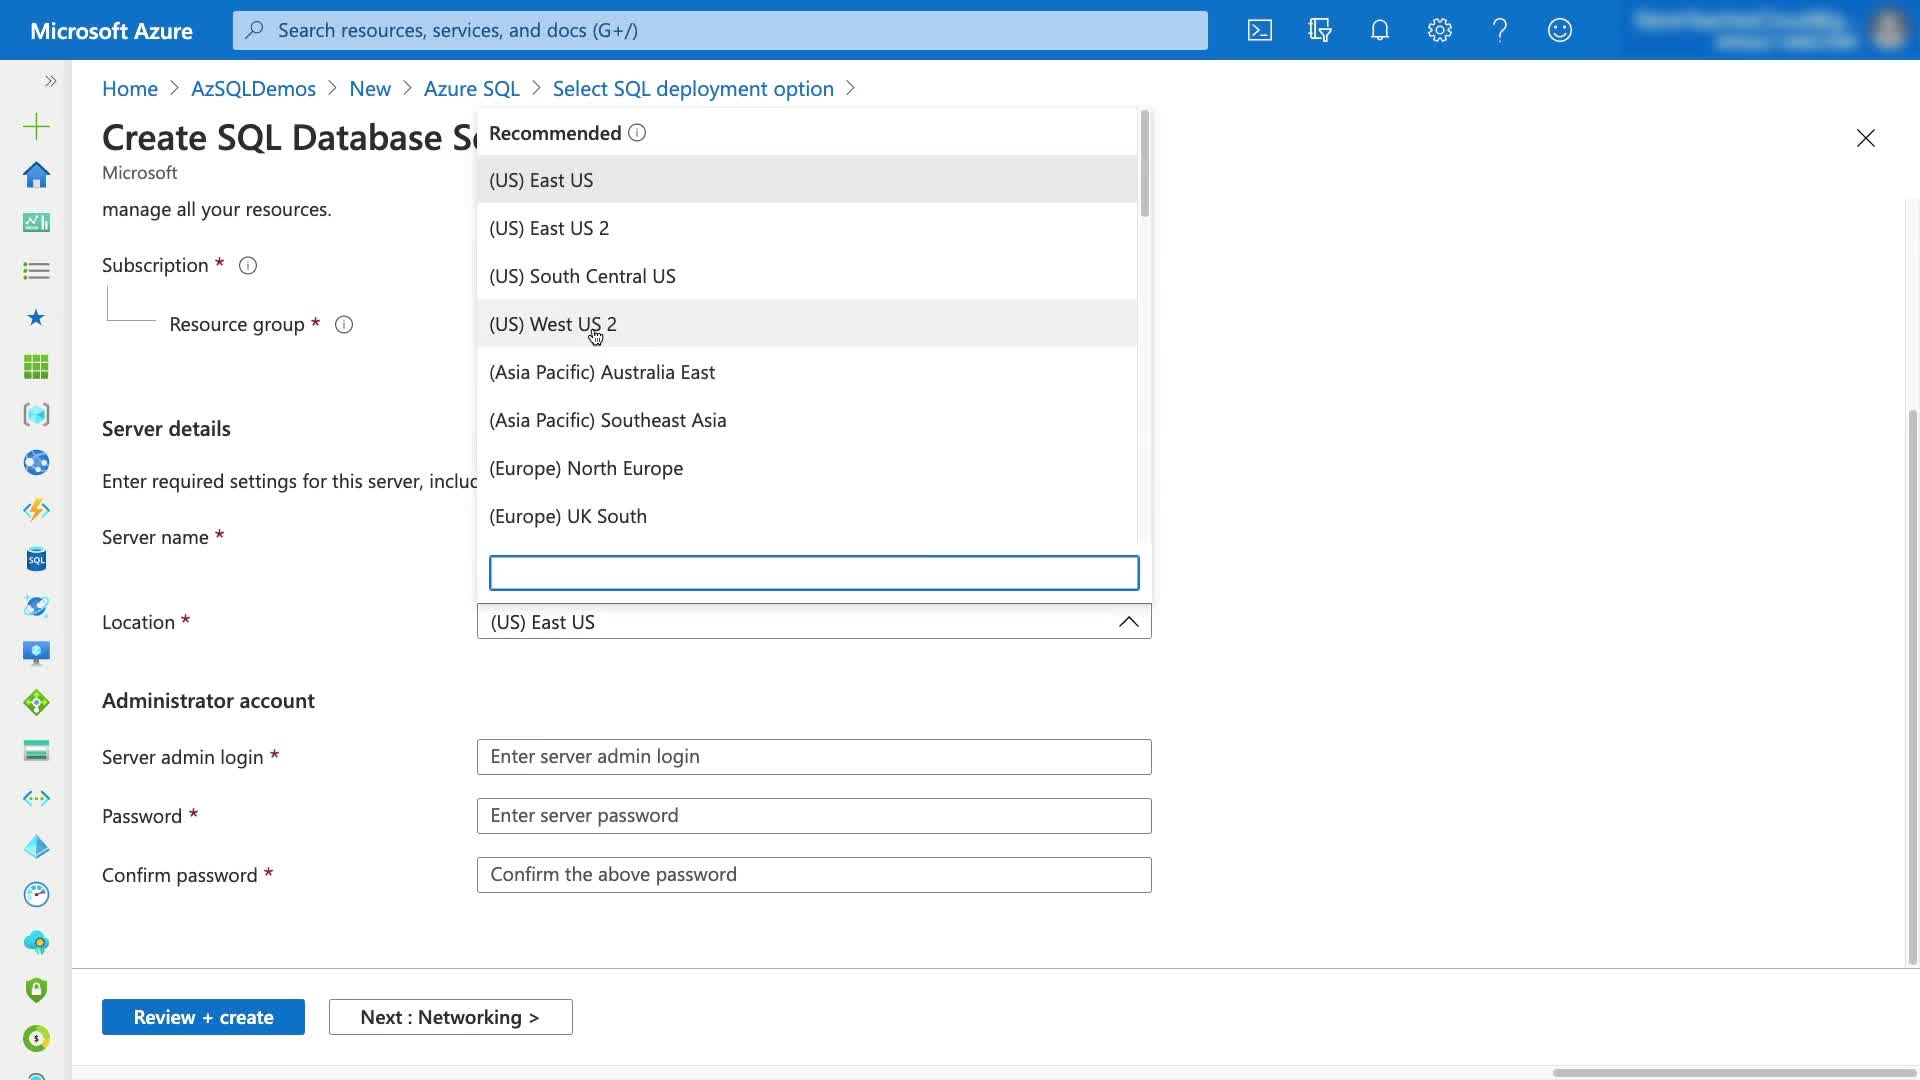 Microsoft Azure
Search resources, services, and docs (G+/)
Home > AzSQLDemos > New > Azure SQL > Select SQL deployment option >
Create SQL Database
Microsoft
manage all your resources.
Subscription *
Resource group *
Recommended
(US) East US
(US) East US 2
(US) South Central US
(US) West US 2
(Asia Pacific) Australia East
(Asia Pacific) Southeast Asia
(Europe) North Europe
(Europe) UK South
Server details
Enter required settings for this server,
Server name *
Location *
(US) East US
Administrator account
Server admin login *
Enter server admin login
Password *
Enter server password
Confirm password *
Confirm the above password
Review + create
Next : Networking >
SQL